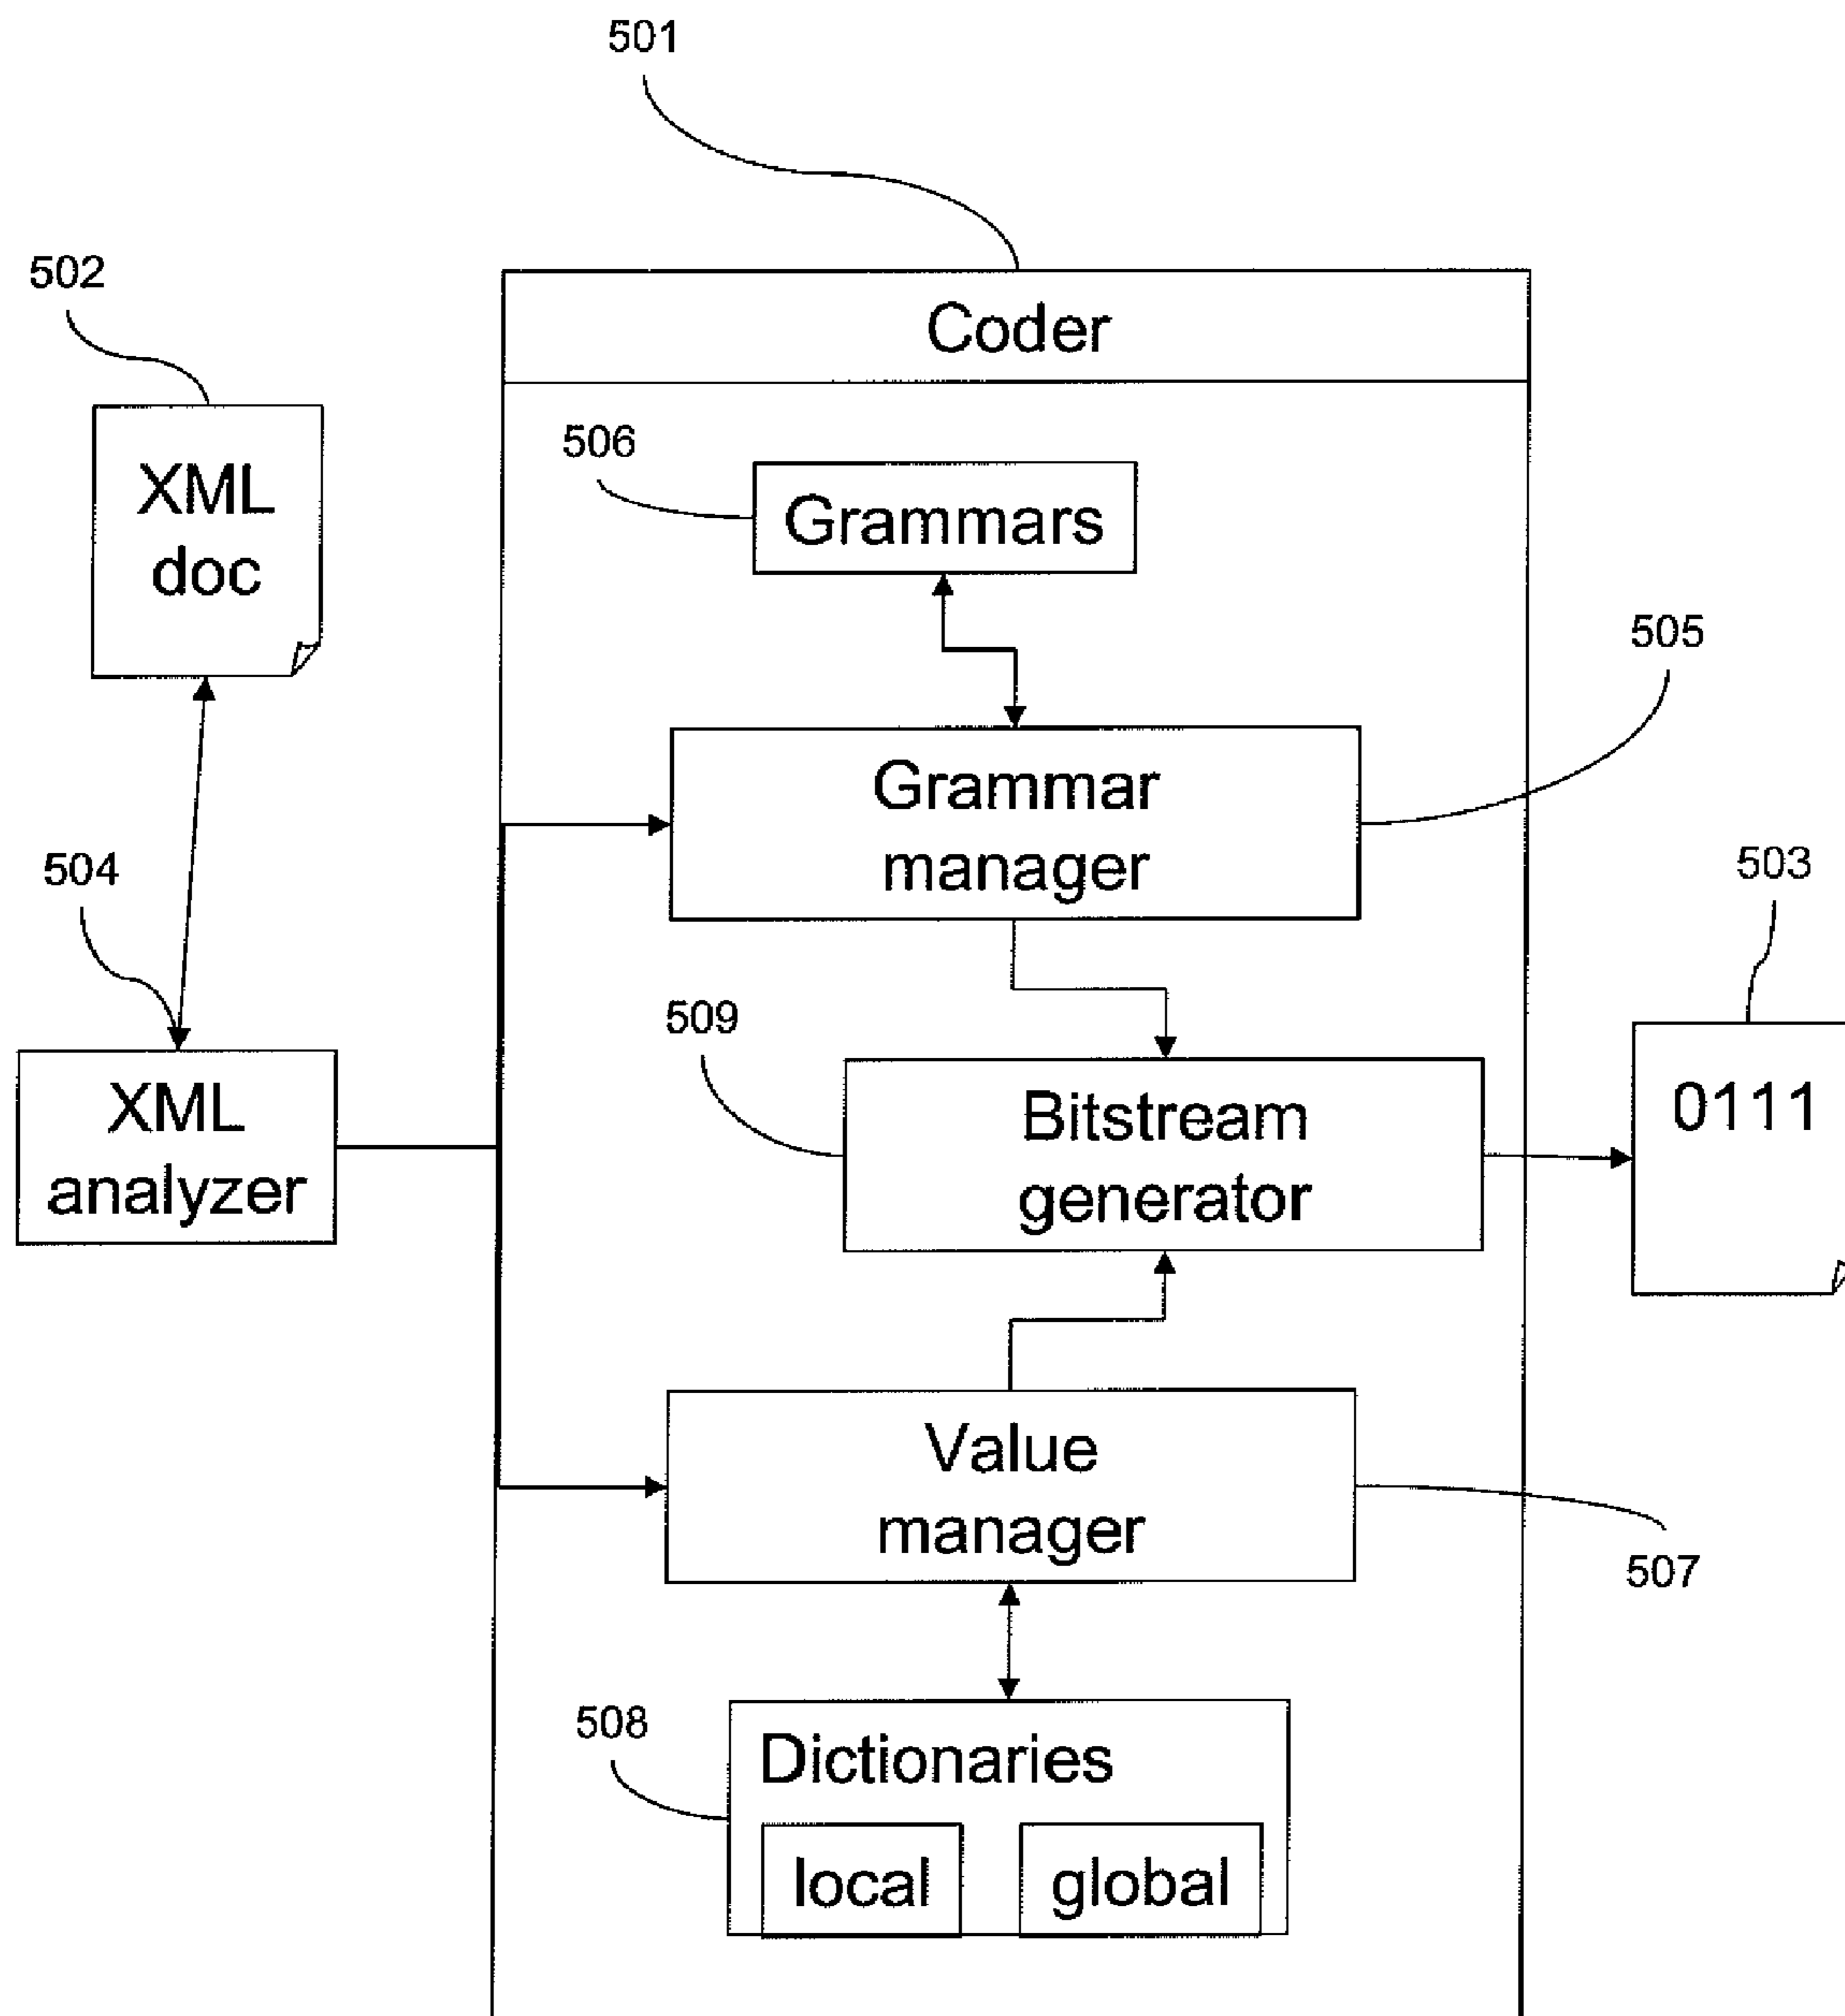 501
502
Coder
XML
doc
506
Grammars
505
Grammar
manager
504
503
509
XML
analyzer
Bitstream
generator
0111
Value
manager
507
508
Dictionaries
local
global